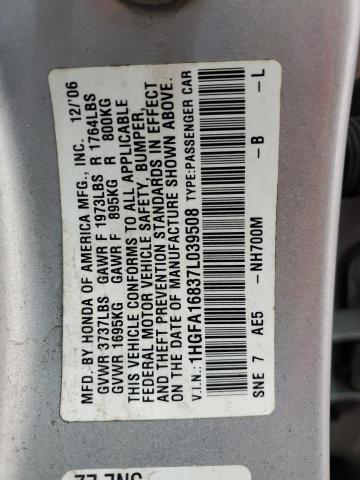 MFD. BY HONDA OF AMERICA MFG., INC. 12/'06
GVWR 3737LBS GAWR F 1973LBS R 1764LBS
GVWR 1695KG GAWR F 895KG R 800KG
THIS VEHICLE CONFORMS TO ALL APPLICABLE
FEDERAL MOTOR VEHICLE SAFETY, BUMPER,
AND THEFT PREVENTION STANDARDS IN EFFECT
ON THE DATE OF MANUFACTURE SHOWN ABOVE.
V.I.N.: 1HGFA16837L039508 TYPE:PASSENGER CAR
SNE 7 AE5 -NH700M -B -L